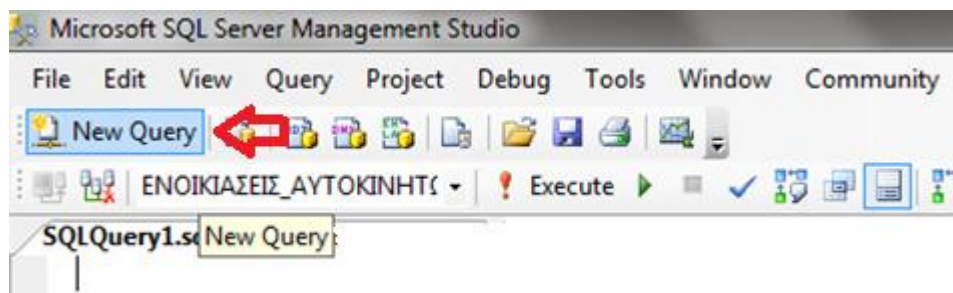 Microsoft SQL Server Management Studio
File Edit View Query Project Debug Tools Window Community
New Query
ΕΝΟΙΚΙΑΣΕΙΣ_ΑΥΤΟΚΙΝΗΤ Execute
SQLQuery1.s New Query